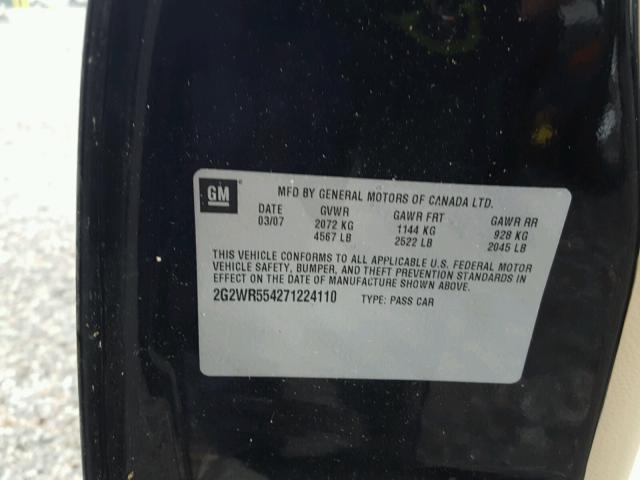 GM MFD BY GENERAL MOTORS OF CANADA LTD.
DATE GVWR GAWR FRT GAWR RR
03/07 2072 KG 1144 KG 928 KG
4567 LB 2522 LB 2045 LB
THIS VEHICLE CONFORMS TO ALL APPLICABLE U.S. FEDERAL MOTOR
VEHICLE SAFETY, BUMPER, AND THEFT PREVENTION STANDARDS IN
EFFECT ON THE DATE OF MANUFACTURE SHOWN ABOVE.
2G2WR554271224110 TYPE: PASS CAR